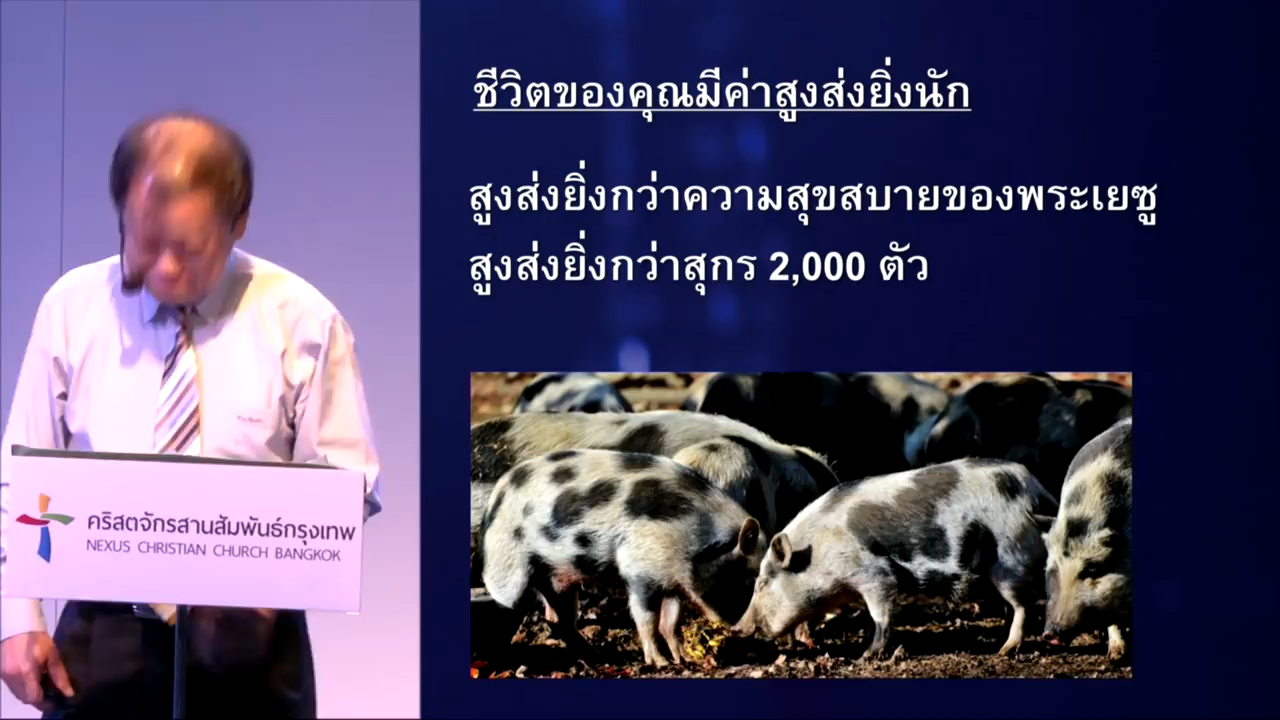 ชีวิตของคุณมีค่าสูงส่งยิ่งนัก
สูงส่งยิ่งกว่าความสุขสบายของพระเยซู
สูงส่งยิ่งกว่าสุกร 2,000 ตัว
คริสตจักรสานสัมพันธ์กรุงเทพ
NEXUS CHRISTIAN CHURCH BANGKOK